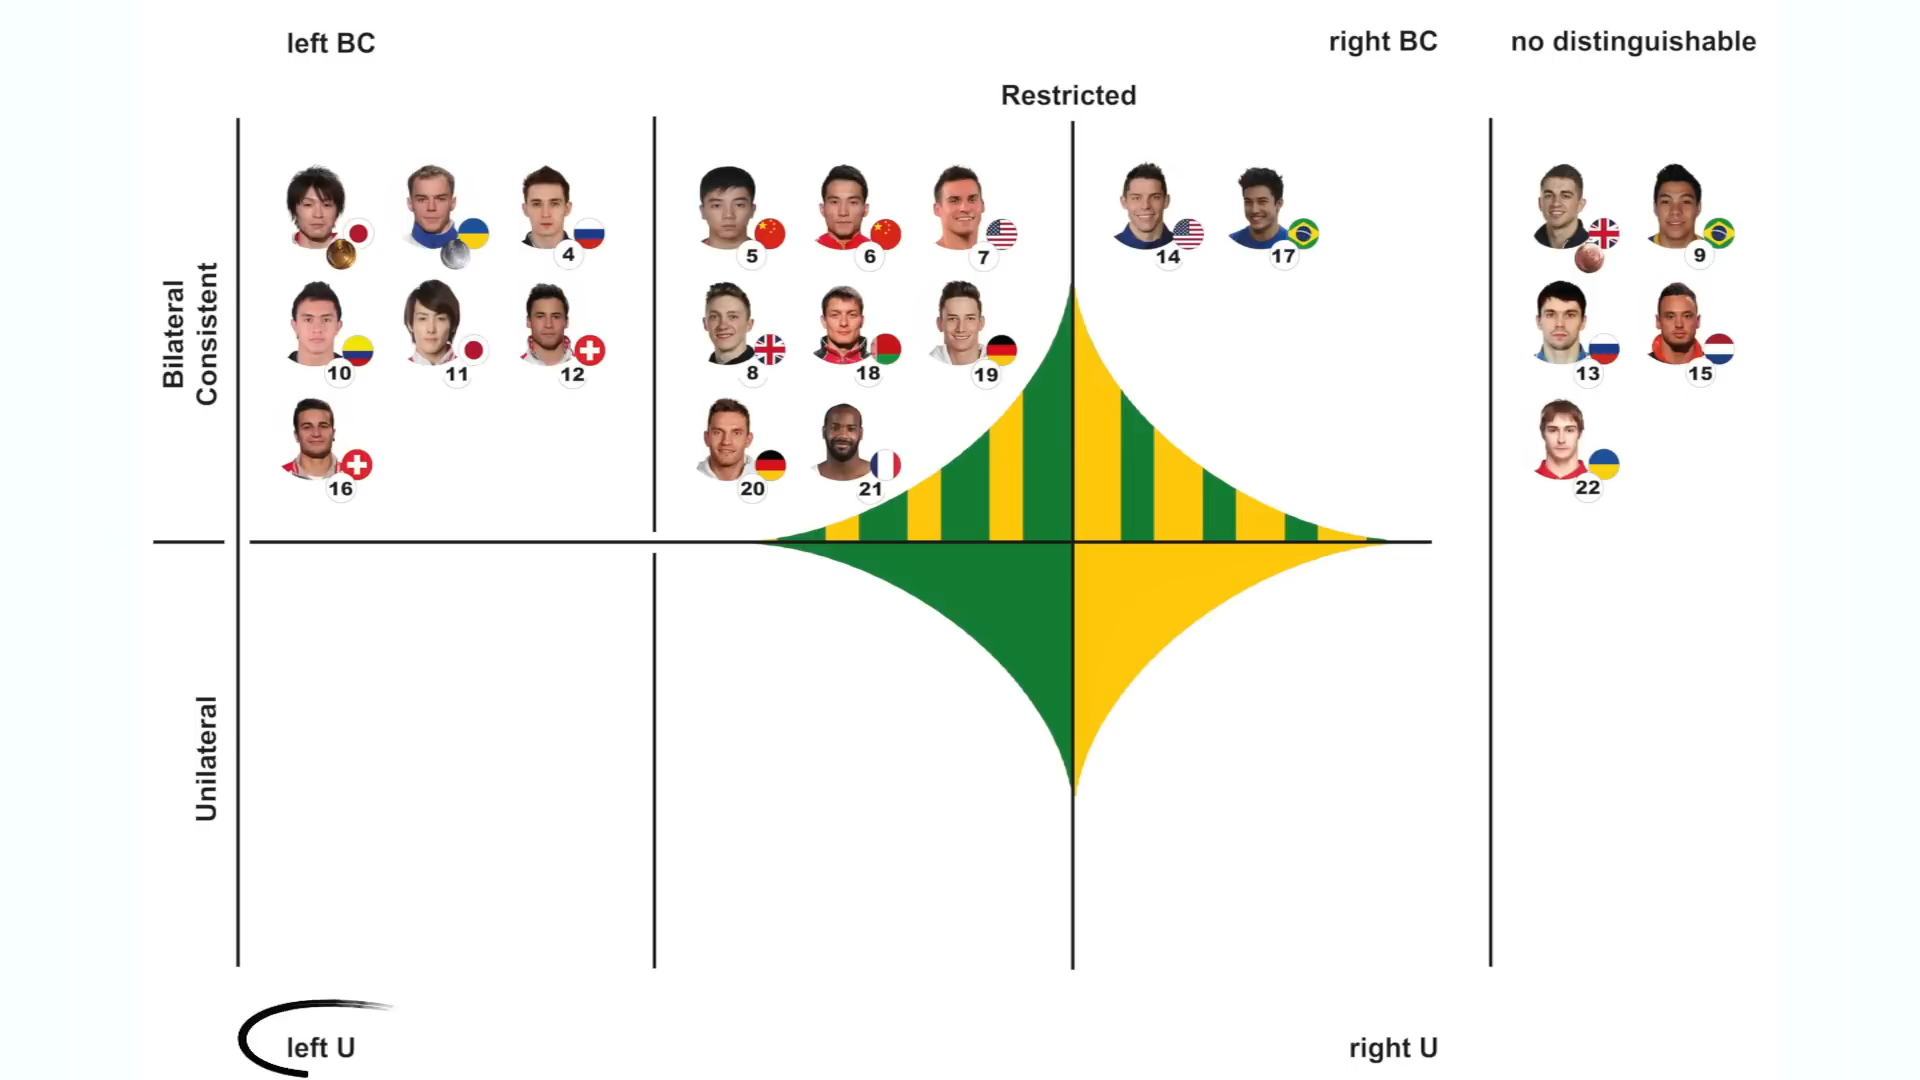 left BC
right BC
no distinguishable
Restricted
Bilateral
Consistent
4
5
6
7
14
17
9
10
11
12
8
18
19
13
15
16
20
21
22
Unilateral
left U
right U